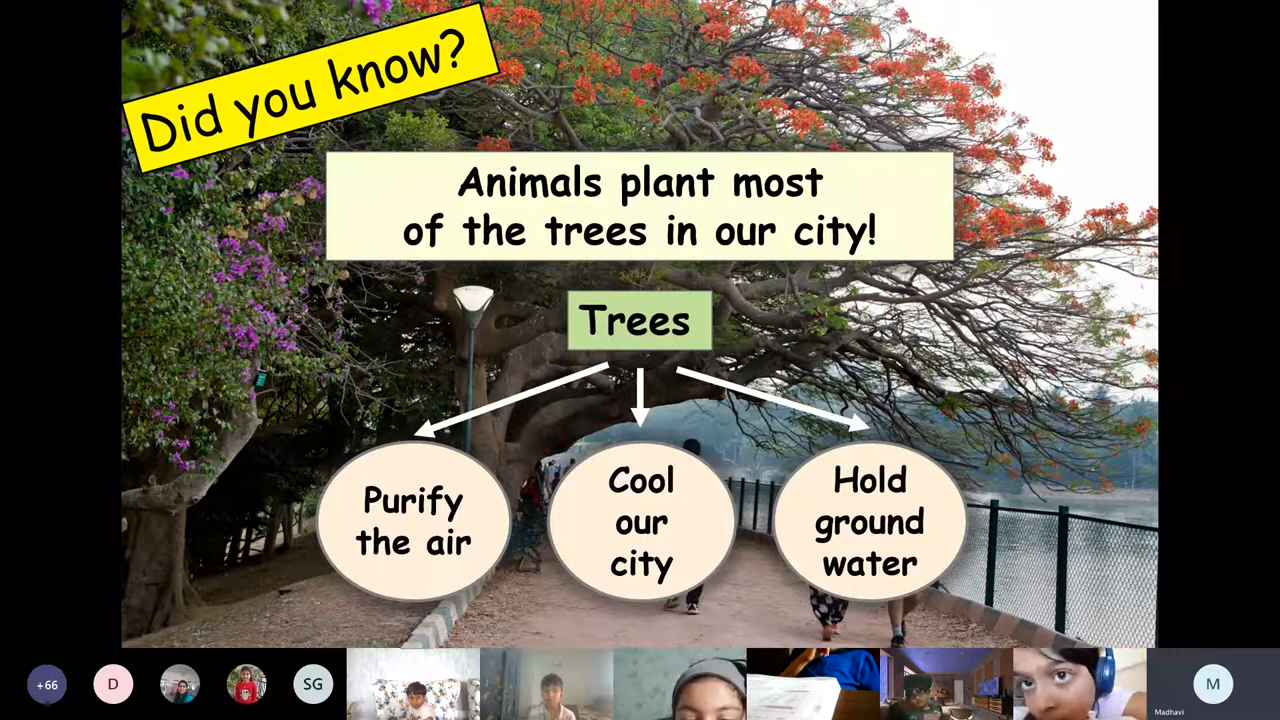 Did you know?
Animals plant most
of the trees in our city!
Trees
Purify
the air
Cool
our
city
Hold
ground
water
+66
D
SG
M
Madhavi